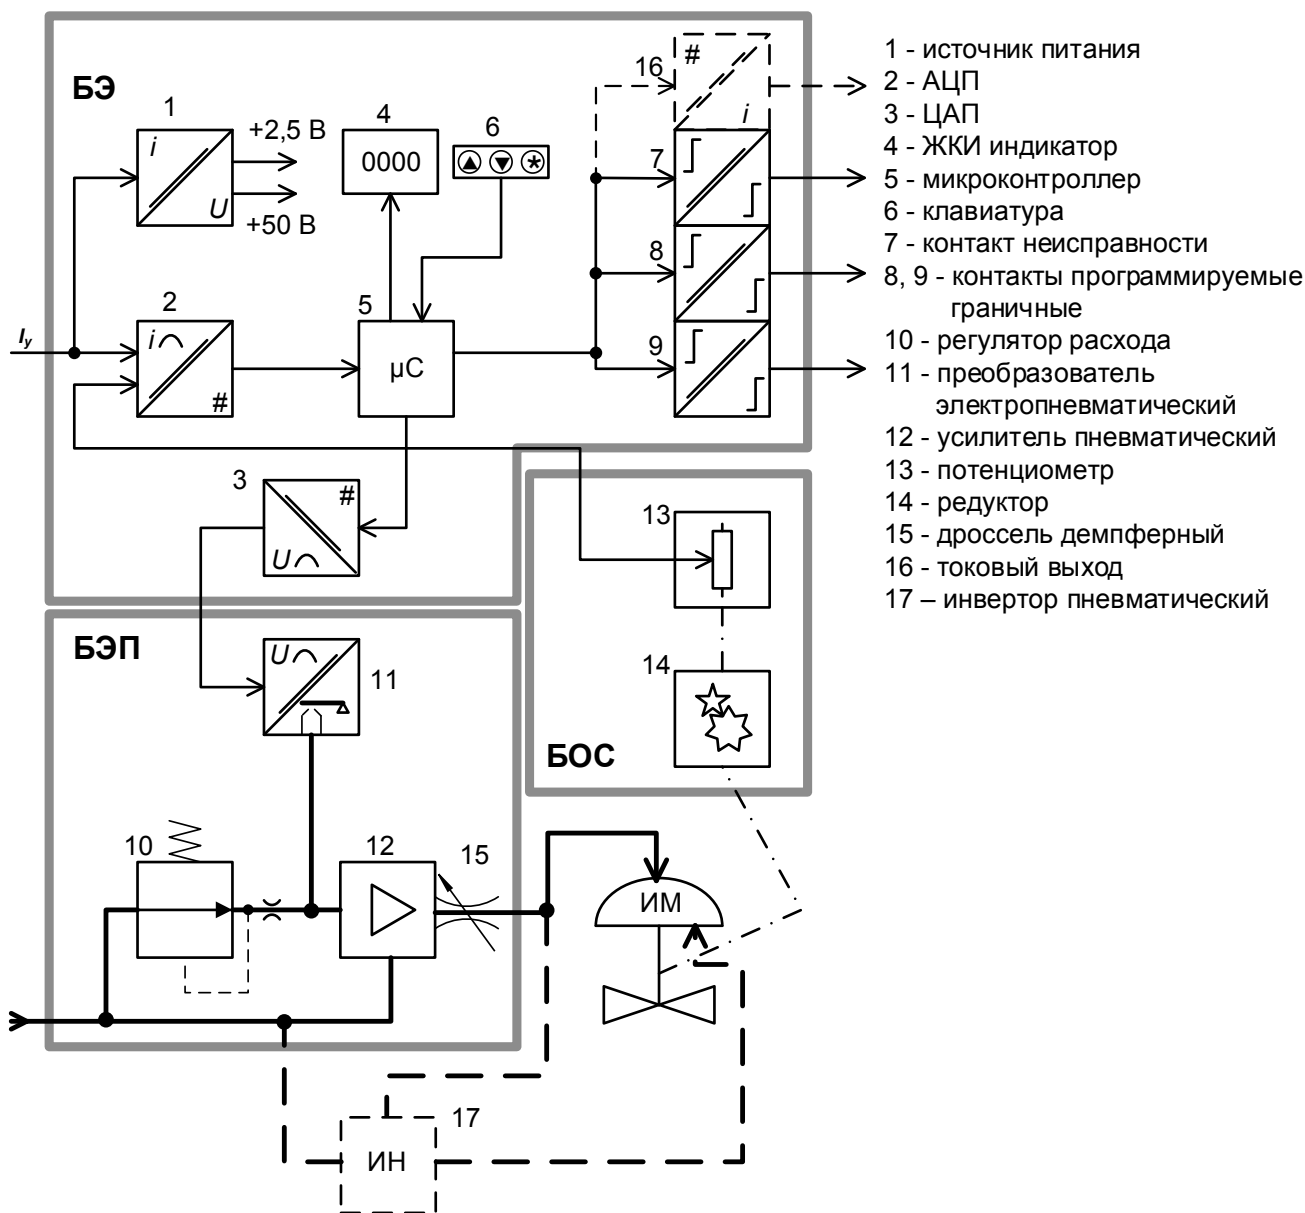 БЭ
1
+2,5 В
4
6
16
#
i
i
U
+50 В
0000
7
8
9
Iу
2
i
#
5
µC
3
#
U
БЭП
U
11
13
14
БОС
10
12
15
ИМ
17
ИН
1 - источник питания
2 - АЦП
3 - ЦАП
4 - ЖКИ индикатор
5 - микроконтроллер
6 - клавиатура
7 - контакт неисправности
8, 9 - контакты программируемые
граничные
10 - регулятор расхода
11 - преобразователь
электропневматический
12 - усилитель пневматический
13 - потенциометр
14 - редуктор
15 - дроссель демпферный
16 - токовый выход
17 – инвертор пневматический